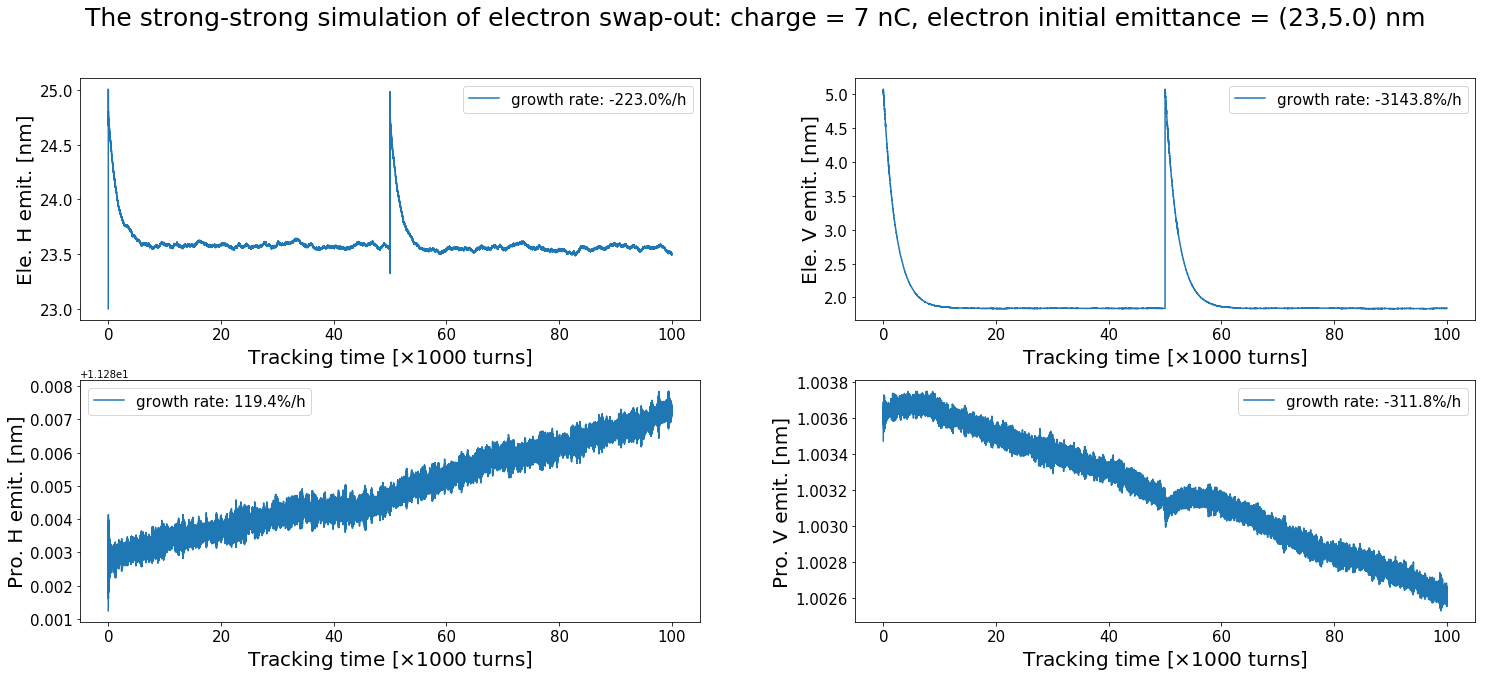 The strong-strong simulation of electron swap-out: charge = 7 nC, electron initial emittance = (23,5.0) nm
Ele. H emit. [nm]
25.0
24.5
24.0
23.5
23.0
growth rate: -223.0%/h
0 20 40 60 80 100
Tracking time [×1000 turns]
Ele. V emit. [nm]
5.0
4.5
4.0
3.5
3.0
2.5
2.0
growth rate: -3143.8%/h
0 20 40 60 80 100
Tracking time [×1000 turns]
+1.128e1
Pro. H emit. [nm]
0.008
0.007
0.006
0.005
0.004
0.003
0.002
0.001
growth rate: 119.4%/h
0 20 40 60 80 100
Tracking time [×1000 turns]
Pro. V emit. [nm]
1.0038
1.0036
1.0034
1.0032
1.0030
1.0028
1.0026
growth rate: -311.8%/h
0 20 40 60 80 100
Tracking time [×1000 turns]